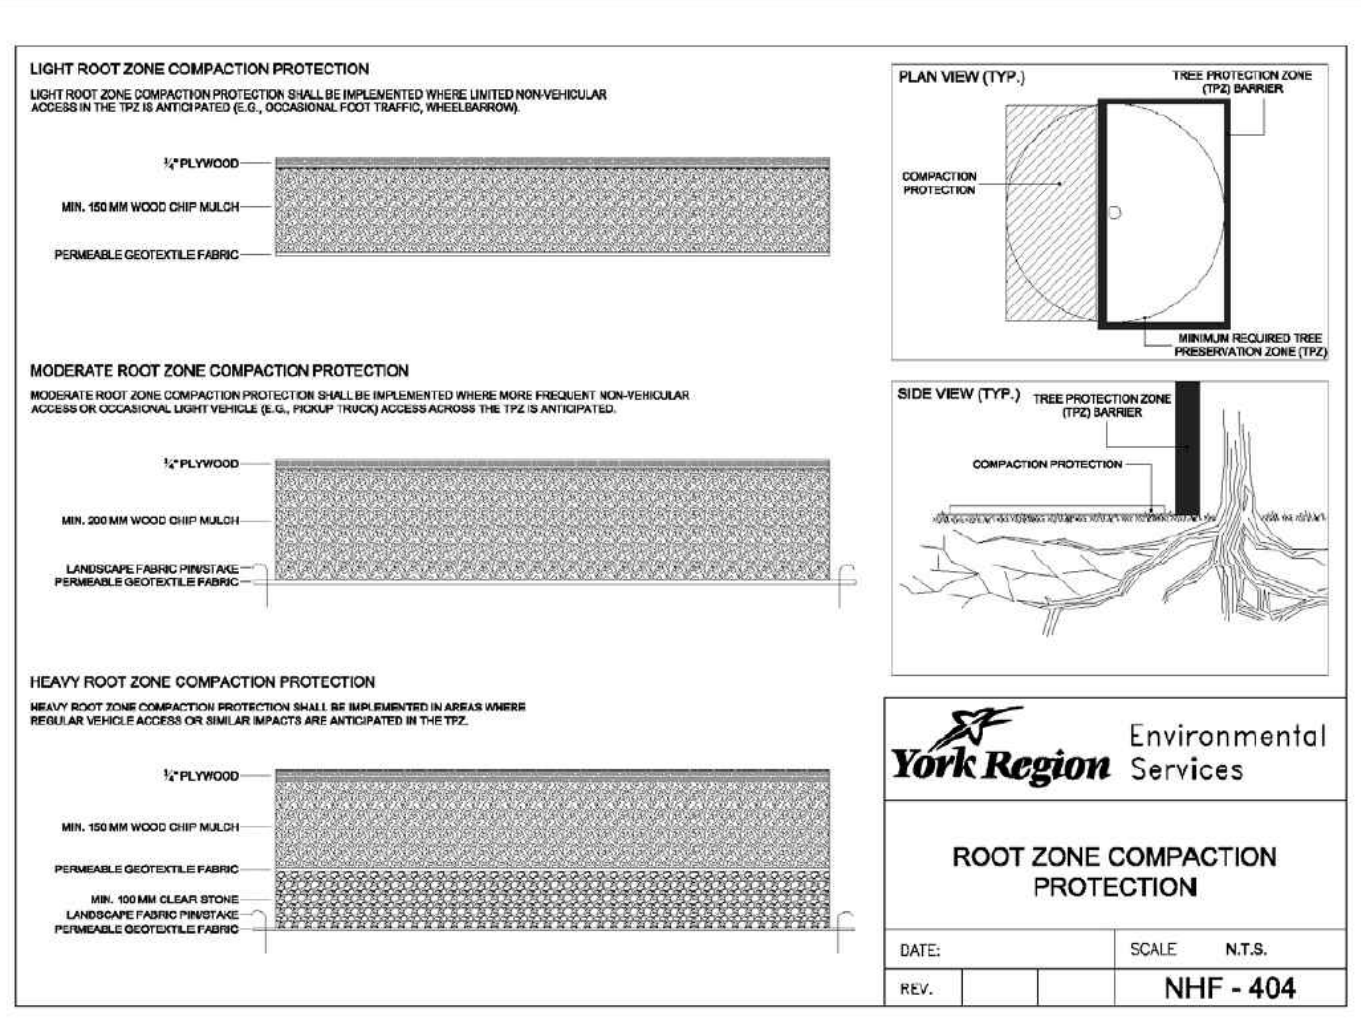 LIGHT ROOT ZONE COMPACTION PROTECTION
LIGHT ROOT ZONE COMPACTION PROTECTION SHALL BE IMPLEMENTED WHERE LIMITED NON-VEHICULAR
ACCESS IN THE TPZ IS ANTICIPATED (E.G., OCCASIONAL FOOT TRAFFIC, WHEELBARROW).
¾" PLYWOOD
MIN. 150 MM WOOD CHIP MULCH
PERMEABLE GEOTEXTILE FABRIC
MODERATE ROOT ZONE COMPACTION PROTECTION
MODERATE ROOT ZONE COMPACTION PROTECTION SHALL BE IMPLEMENTED WHERE MORE FREQUENT NON-VEHICULAR
ACCESS OR OCCASIONAL LIGHT VEHICLE (E.G., PICKUP TRUCK) ACCESS ACROSS THE TPZ IS ANTICIPATED.
¾" PLYWOOD
MIN. 200 MM WOOD CHIP MULCH
LANDSCAPE FABRIC PIN/STAKE
PERMEABLE GEOTEXTILE FABRIC
HEAVY ROOT ZONE COMPACTION PROTECTION
HEAVY ROOT ZONE COMPACTION PROTECTION SHALL BE IMPLEMENTED IN AREAS WHERE
REGULAR VEHICLE ACCESS OR SIMILAR IMPACTS ARE ANTICIPATED IN THE TPZ.
¾" PLYWOOD
MIN. 150 MM WOOD CHIP MULCH
PERMEABLE GEOTEXTILE FABRIC
MIN. 100 MM CLEAR STONE
LANDSCAPE FABRIC PIN/STAKE
PERMEABLE GEOTEXTILE FABRIC
PLAN VIEW (TYP.)
TREE PROTECTION ZONE
(TPZ) BARRIER
COMPACTION
PROTECTION
MINIMUM REQUIRED TREE
PRESERVATION ZONE (TPZ)
SIDE VIEW (TYP.)
TREE PROTECTION ZONE
(TPZ) BARRIER
COMPACTION PROTECTION
York Region
Environmental
Services
ROOT ZONE COMPACTION
PROTECTION
DATE:
SCALE N.T.S.
REV.
NHF - 404